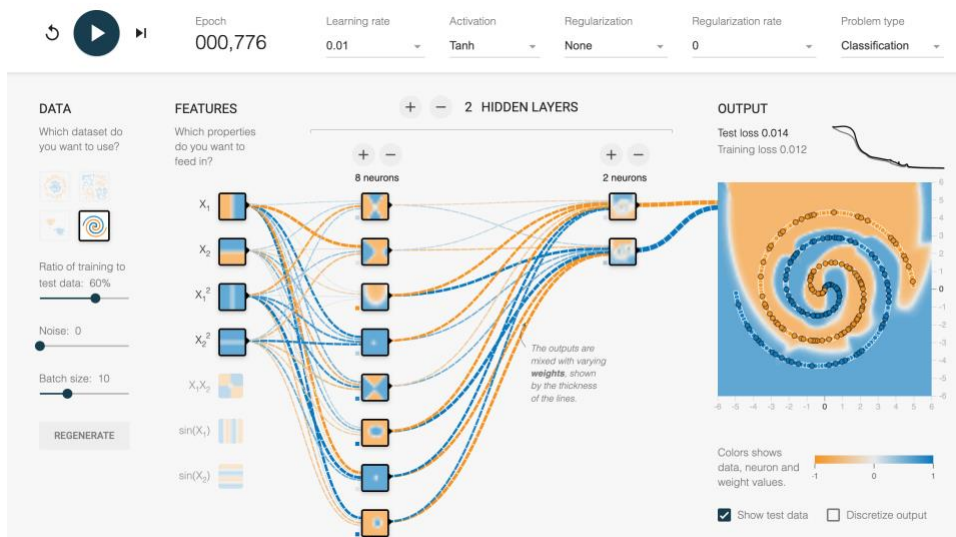 Epoch
000,776
Learning rate
0.01
Activation
Tanh
Regularization
None
Regularization rate
0
Problem type
Classification
DATA
Which dataset do
you want to use?
Ratio of training to
test data: 60%
Noise: 0
Batch size: 10
REGENERATE
FEATURES
Which properties
do you want to
feed in?
X₁
X₂
X₁²
X₂²
X₁X₂
sin(X₁)
sin(X₂)
+ − 2 HIDDEN LAYERS
+ −
8 neurons
+ −
2 neurons
The outputs are
mixed with varying
weights, shown
by the thickness
of the lines.
OUTPUT
Test loss 0.014
Training loss 0.012
6
5
4
3
2
1
0
-1
-2
-3
-4
-5
-6
-6 -5 -4 -3 -2 -1 0 1 2 3 4 5 6
Colors shows
data, neuron and
weight values.
-1 0 1
Show test data
Discretize output